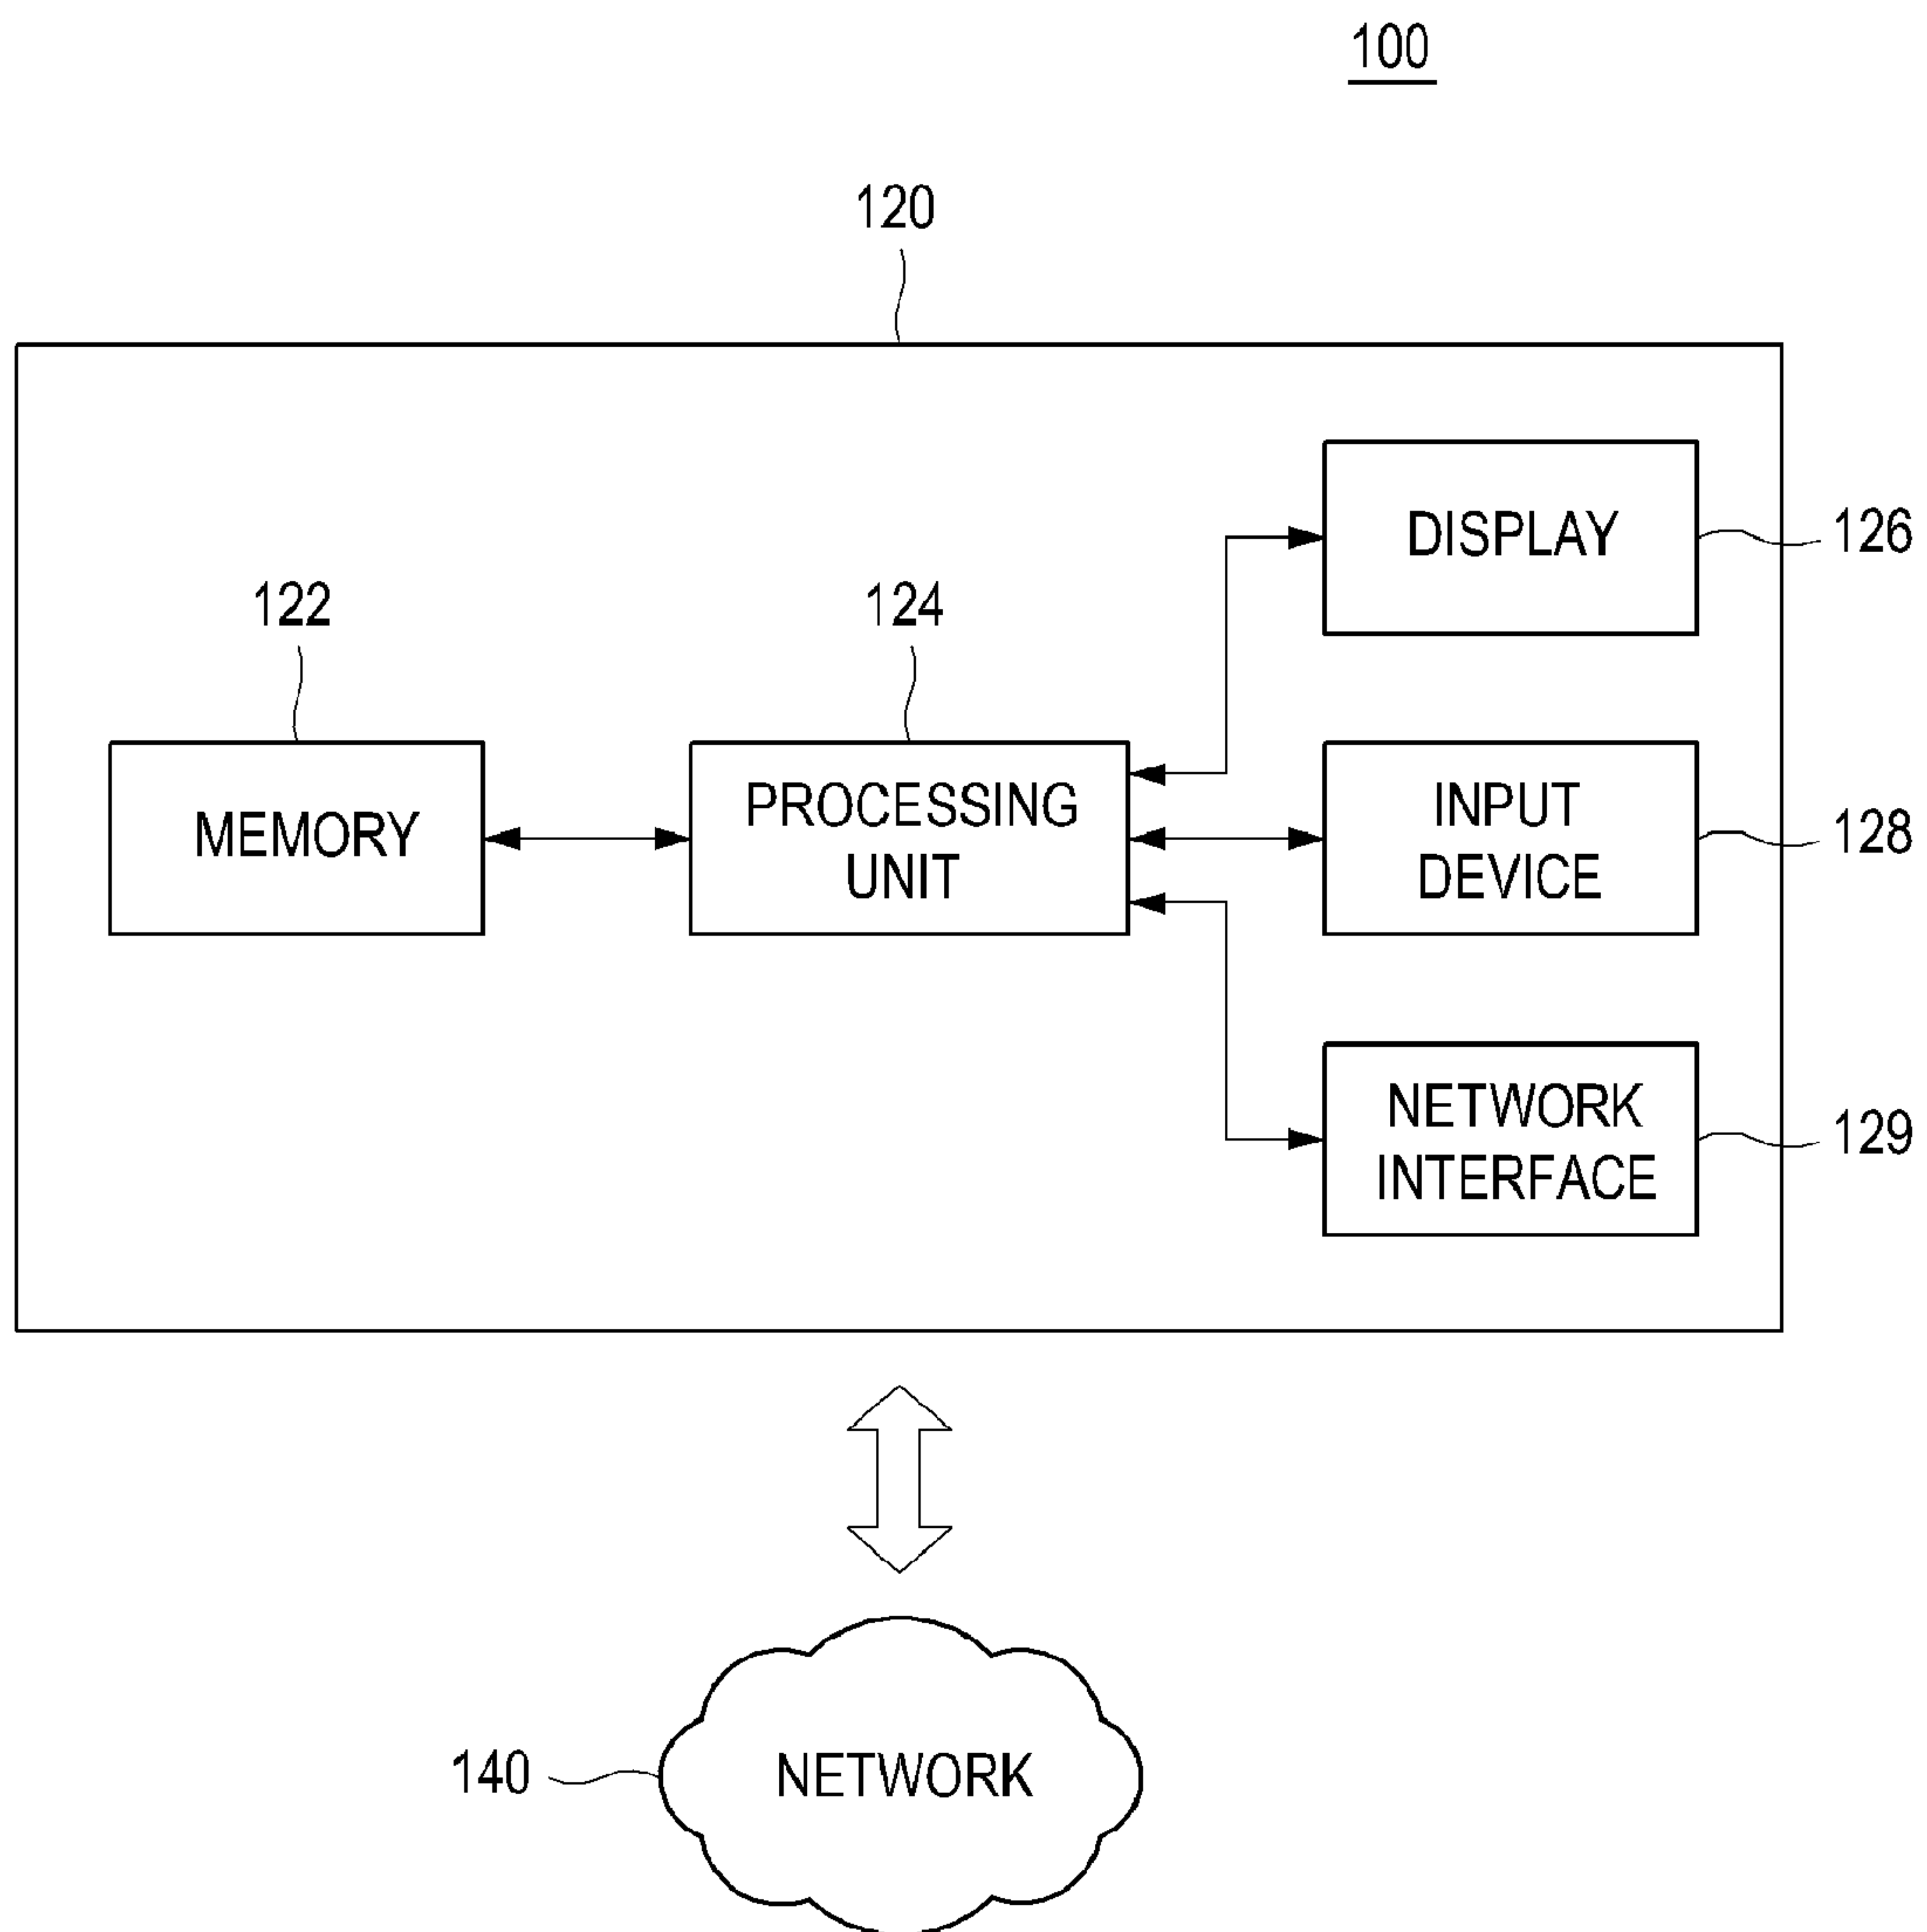 100
120
DISPLAY
126
122
124
MEMORY
PROCESSING
UNIT
INPUT
DEVICE
128
NETWORK
INTERFACE
129
140
NETWORK